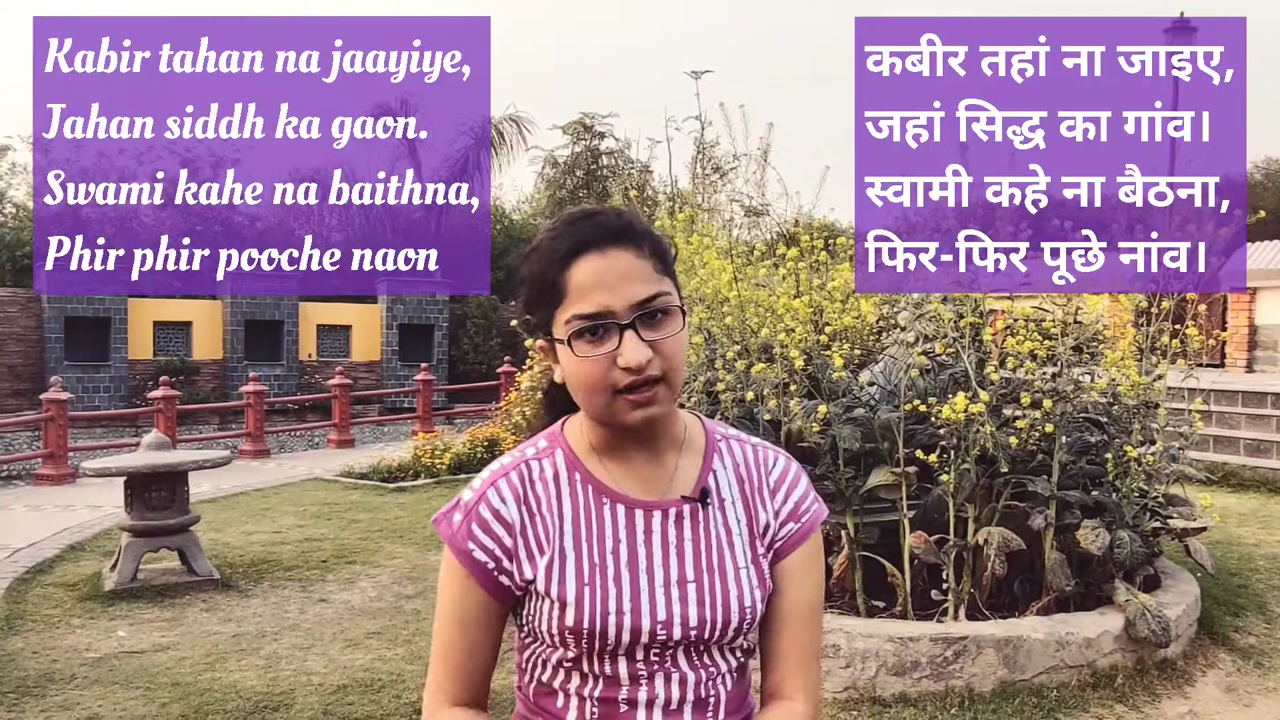 Kabir tahan na jaayiye,
Jahan siddh ka gaon.
Swami kahe na baithna,
Phir phir pooche naon
कबीर तहां ना जाइए,
जहां सिद्ध का गांव।
स्वामी कहे ना बैठना,
फिर-फिर पूछे नांव।